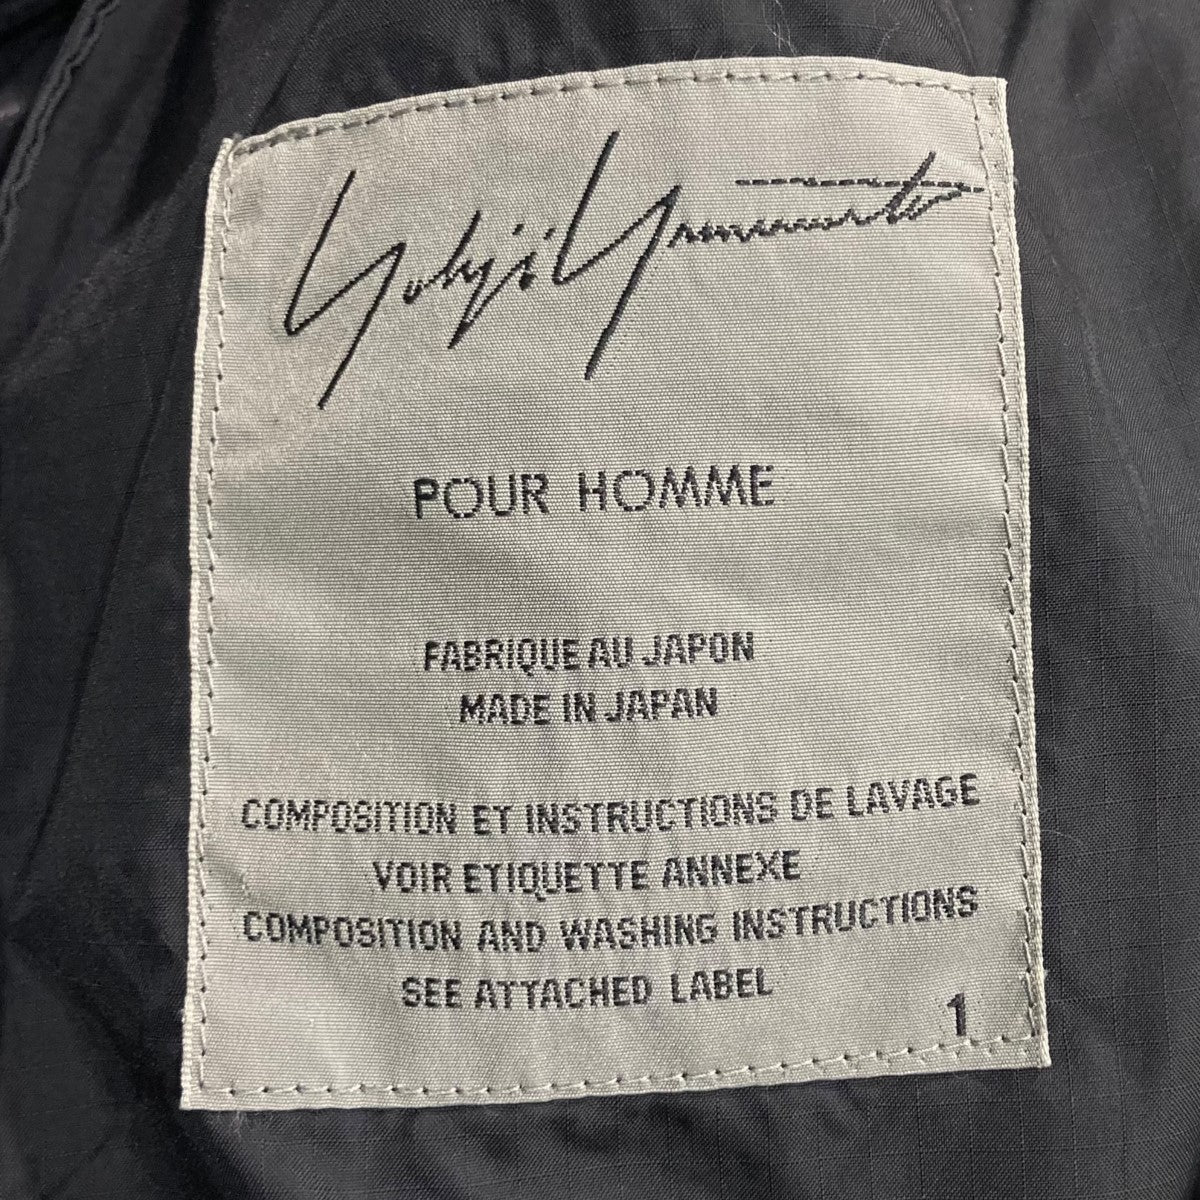 Yohji Yamamoto
POUR HOMME
FABRIQUE AU JAPON
MADE IN JAPAN
COMPOSITION ET INSTRUCTIONS DE LAVAGE
VOIR ETIQUETTE ANNEXE
COMPOSITION AND WASHING INSTRUCTIONS
SEE ATTACHED LABEL
1